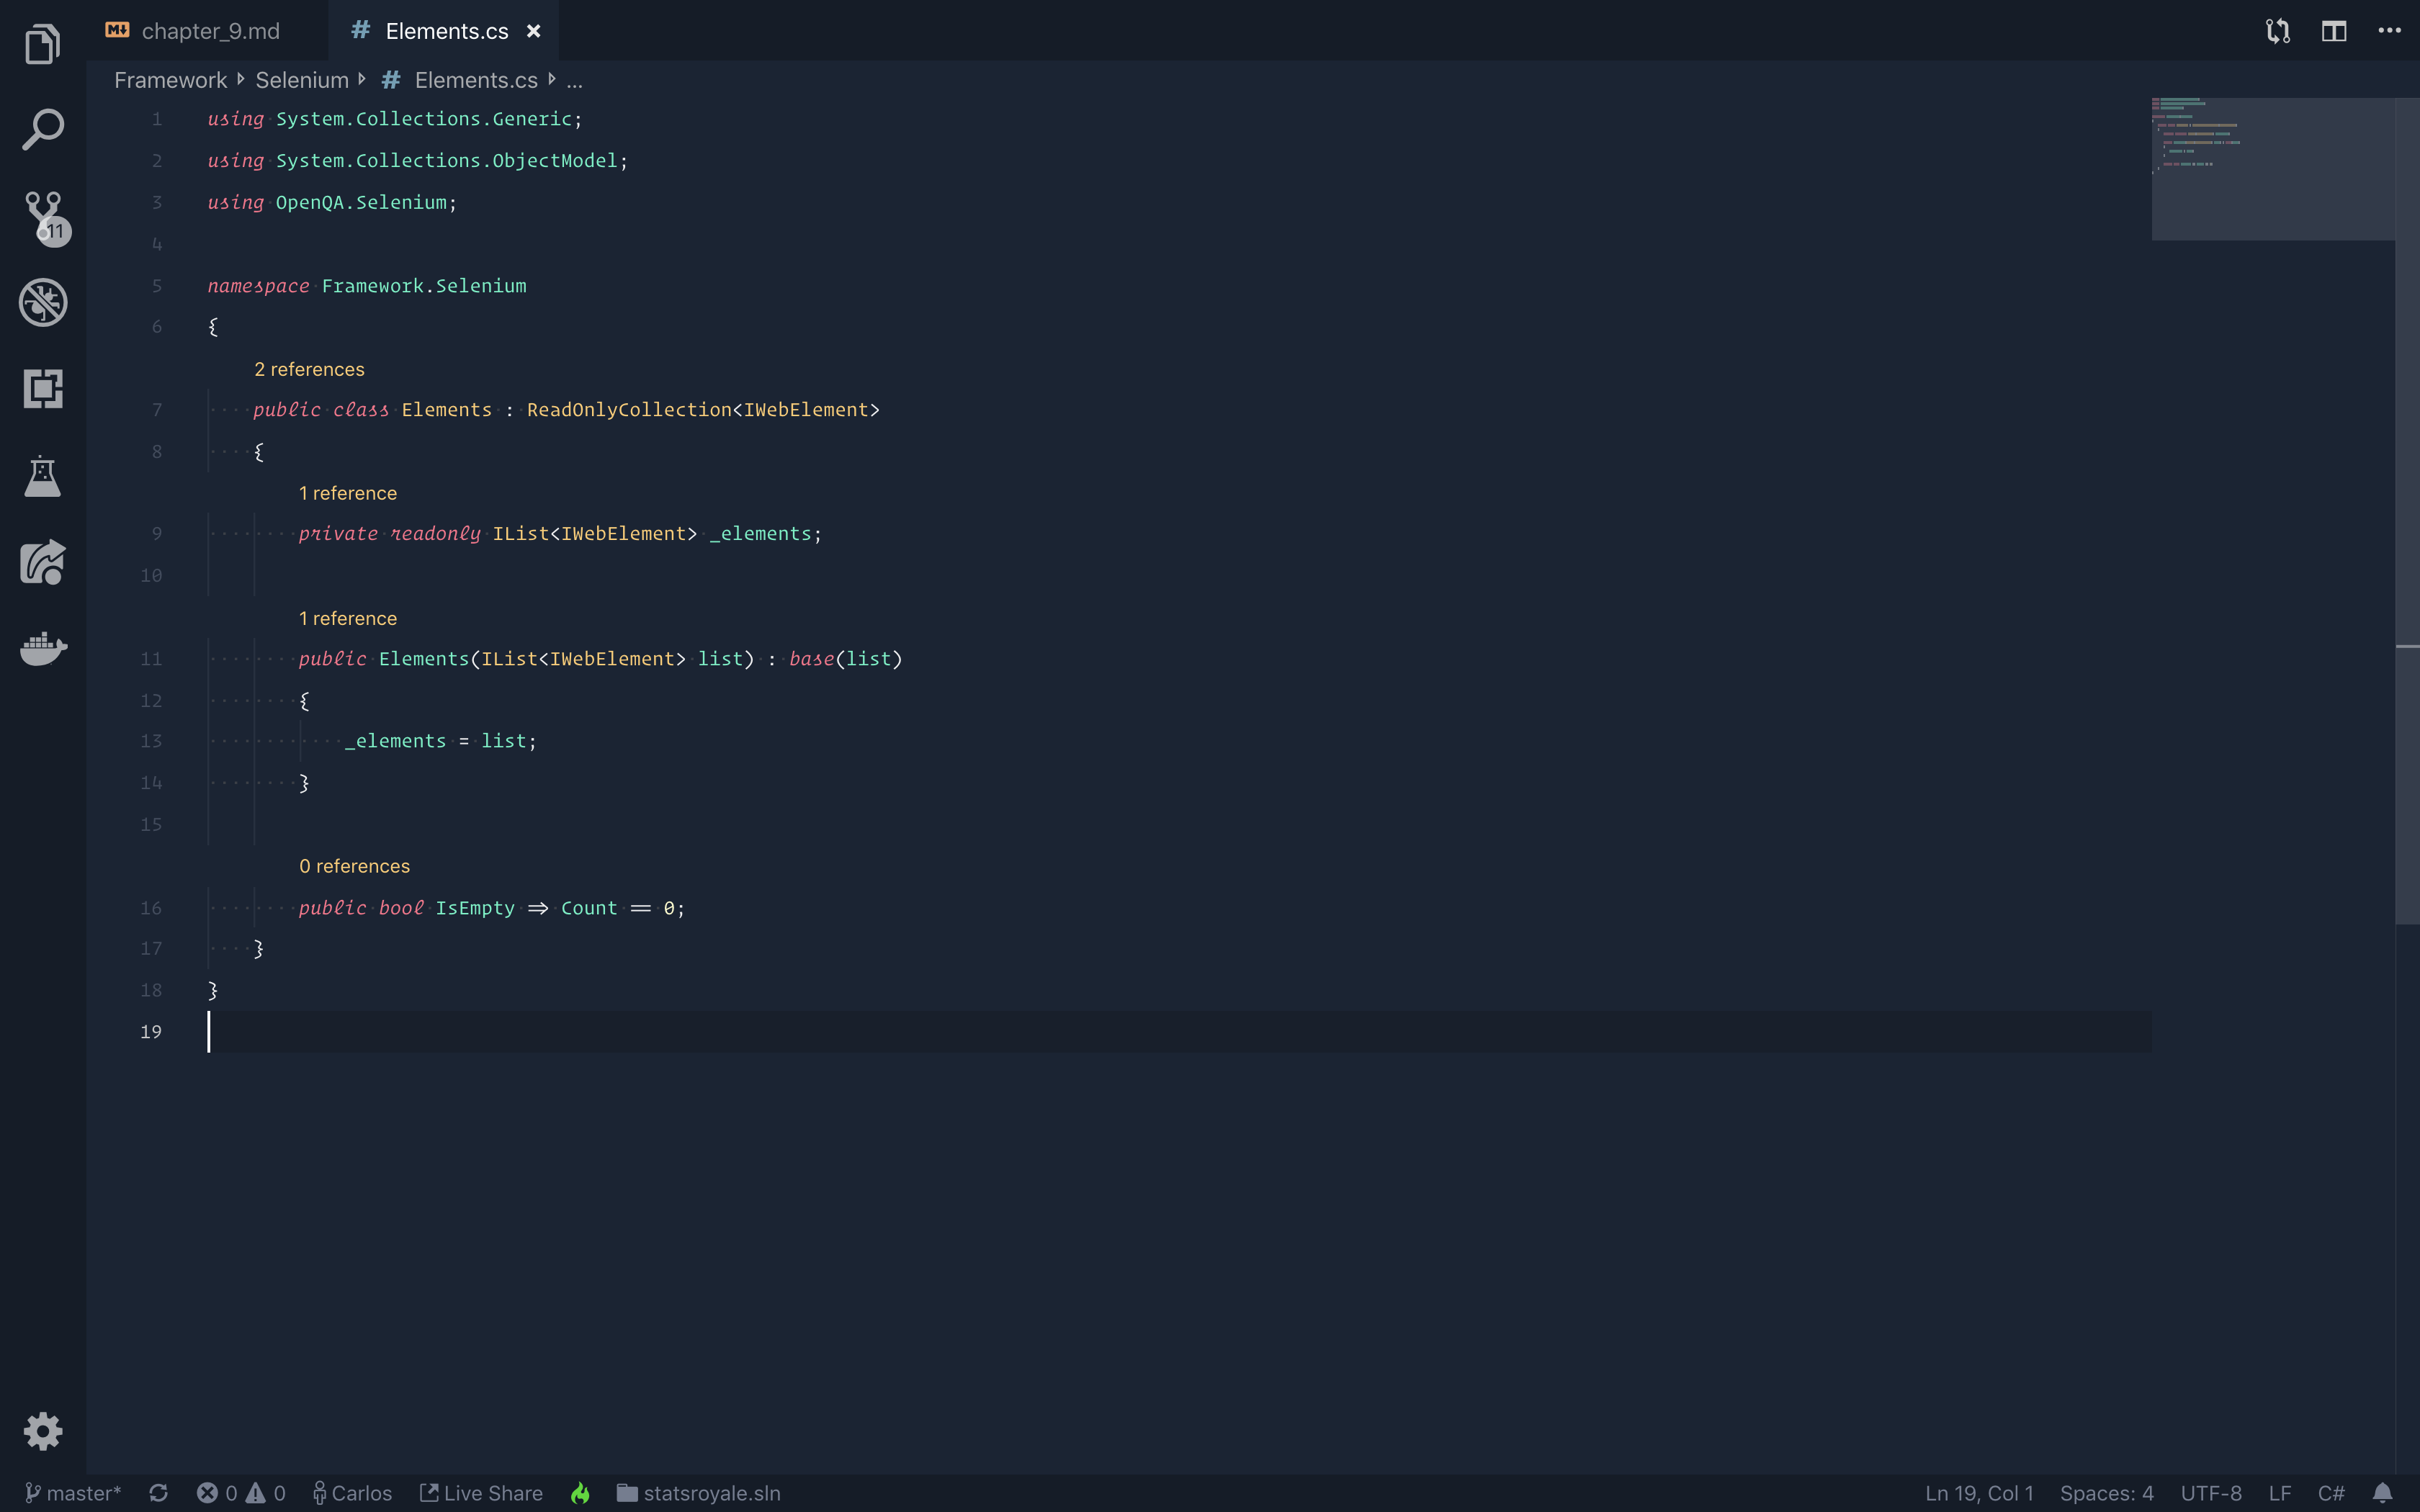 chapter_9.md
# Elements.cs ×
Framework Selenium # Elements.cs ...
1 using System.Collections.Generic;
2 using System.Collections.ObjectModel;
3 using OpenQA.Selenium;
4
5 namespace Framework.Selenium
6 {
2 references
7 public class Elements : ReadOnlyCollection<IWebElement>
8 {
1 reference
9 private readonly IList<IWebElement> _elements;
10
1 reference
11 public Elements(IList<IWebElement> list) : base(list)
12 {
13 _elements = list;
14 }
15
0 references
16 public bool IsEmpty => Count == 0;
17 }
18 }
19
11
master* 0 0 Carlos Live Share statsroyale.sln Ln 19, Col 1 Spaces: 4 UTF-8 LF C#